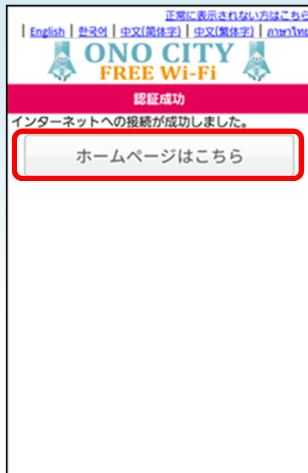 正常に表示されない方はこちら
| English | 한국어 | 中文(简体字) | 中文(繁体字) | ภาษาไทย
ONO CITY
FREE Wi-Fi
認証成功
インターネットへの接続が成功しました。
ホームページはこちら